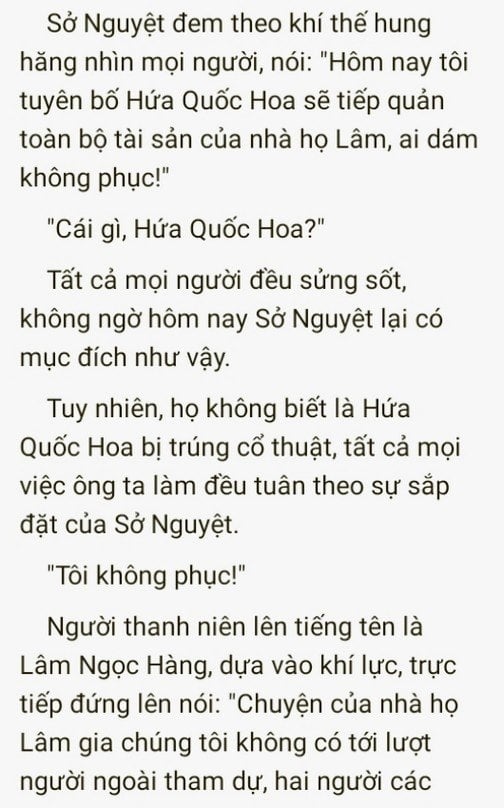 Sở Nguyệt đem theo khí thế hung
hăng nhìn mọi người, nói: "Hôm nay tôi
tuyên bố Hứa Quốc Hoa sẽ tiếp quản
toàn bộ tài sản của nhà họ Lâm, ai dám
không phục!"
"Cái gì, Hứa Quốc Hoa?"
Tất cả mọi người đều sửng sốt,
không ngờ hôm nay Sở Nguyệt lại có
mục đích như vậy.
Tuy nhiên, họ không biết là Hứa
Quốc Hoa bị trúng cổ thuật, tất cả mọi
việc ông ta làm đều tuân theo sự sắp
đặt của Sở Nguyệt.
"Tôi không phục!"
Người thanh niên lên tiếng tên là
Lâm Ngọc Hàng, dựa vào khí lực, trực
tiếp đứng lên nói: "Chuyện của nhà họ
Lâm gia chúng tôi không có tới lượt
người ngoài tham dự, hai người các